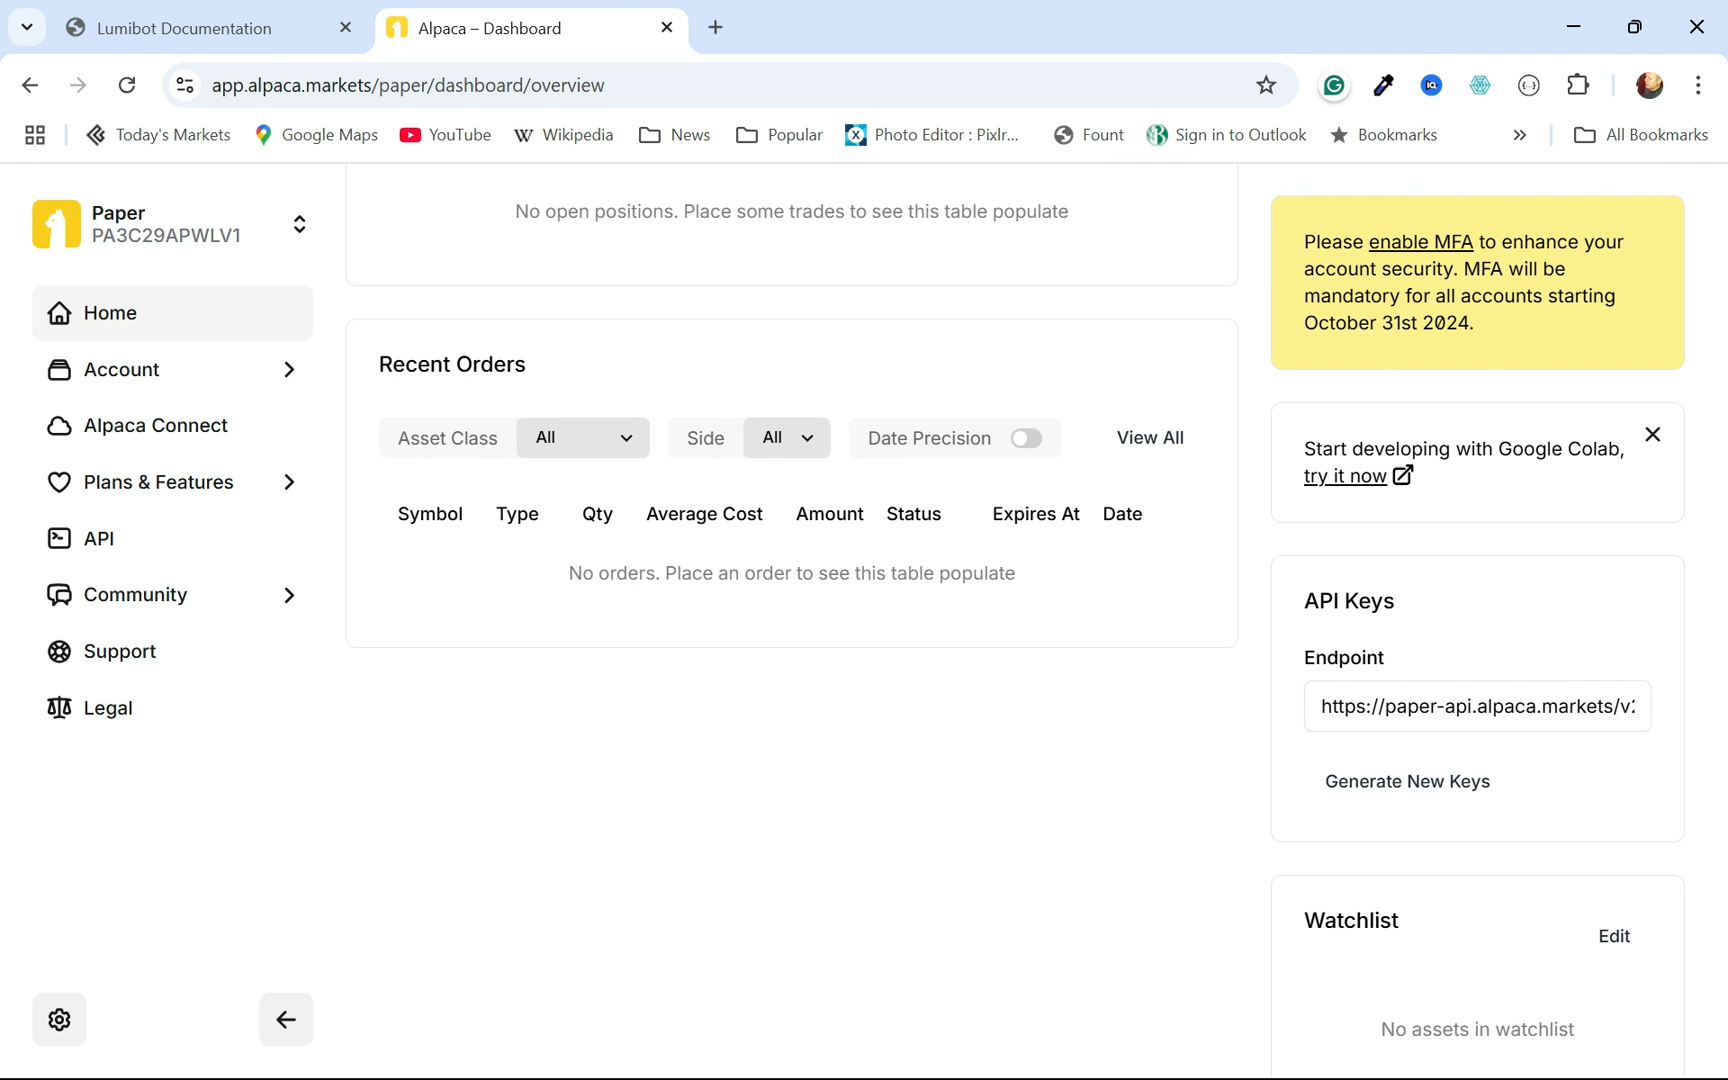 Lumibot Documentation
Alpaca – Dashboard
app.alpaca.markets/paper/dashboard/overview
Today's Markets
Google Maps
YouTube
Wikipedia
News
Popular
Photo Editor : Pixlr...
Fount
Sign in to Outlook
Bookmarks
All Bookmarks
Paper
PA3C29APWLV1
Home
Account
Alpaca Connect
Plans & Features
API
Community
Support
Legal
No open positions. Place some trades to see this table populate
Recent Orders
Asset Class All Side All Date Precision View All
Symbol Type Qty Average Cost Amount Status Expires At Date
No orders. Place an order to see this table populate
Please enable MFA to enhance your
account security. MFA will be
mandatory for all accounts starting
October 31st 2024.
Start developing with Google Colab,
try it now
API Keys
Endpoint
https://paper-api.alpaca.markets/v2
Generate New Keys
Watchlist
Edit
No assets in watchlist